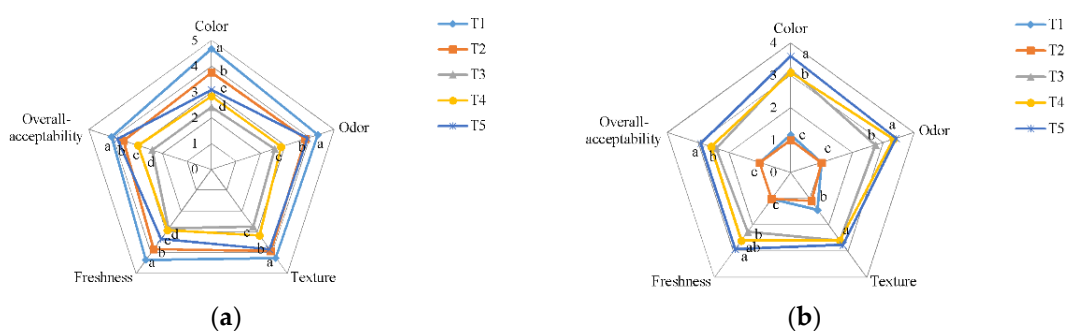 Color
5
a
4
b
3
c
d
2
1
0
Overall-
acceptability
a
b
c
d
Odor
a
b
c
Freshness
a
b
c
d
Texture
a
b
c
T1
T2
T3
T4
T5
(a)
Color
4
a
3
b
2
1
c
0
Overall-
acceptability
a
b
c
Odor
a
b
c
Freshness
a
ab
b
c
Texture
a
b
T1
T2
T3
T4
T5
(b)